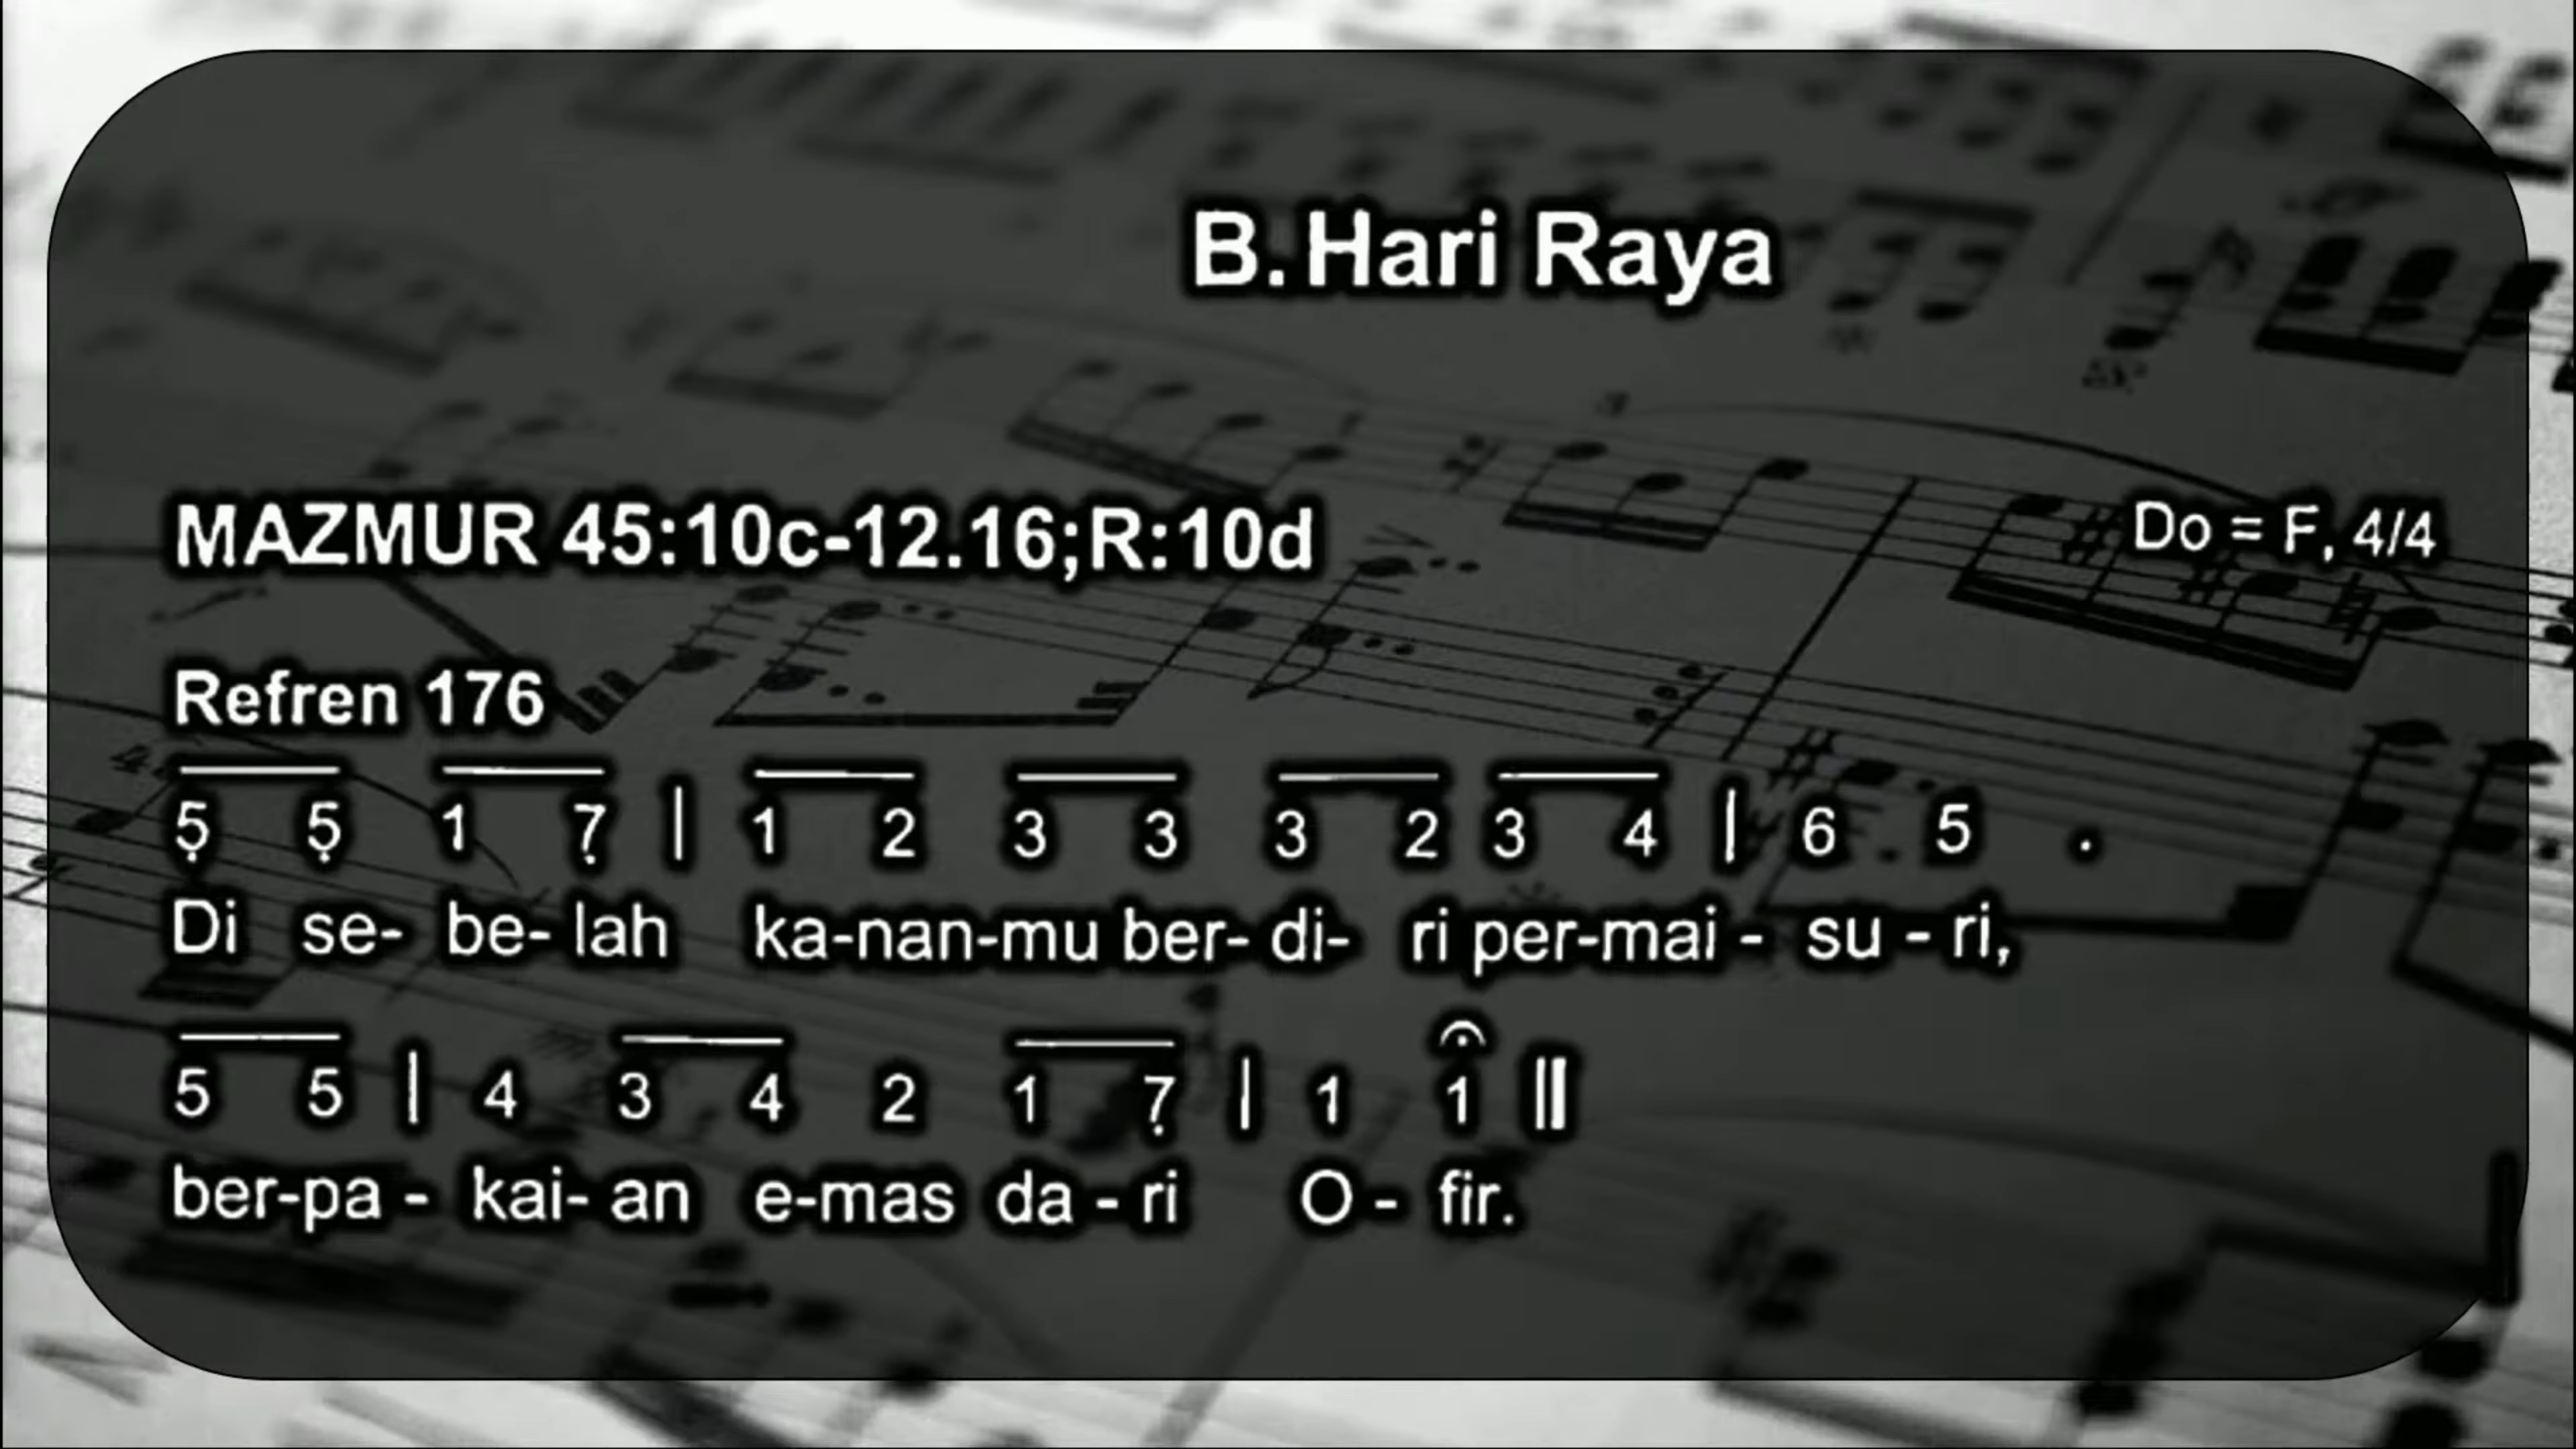 B. Hari Raya
MAZMUR 45:10c-12.16;R:10d
Do = F, 4/4
Refren 176
5̣ 5̣ 1 7̣ | 1 2 3 3 3 2 3 4 | 6 5 .
Di se- be- lah ka-nan-mu ber- di- ri per-mai - su - ri,
5 5 | 4 3 4 2 1 7̣ | 1 1 ||
ber-pa - kai- an e-mas da - ri O - fir.